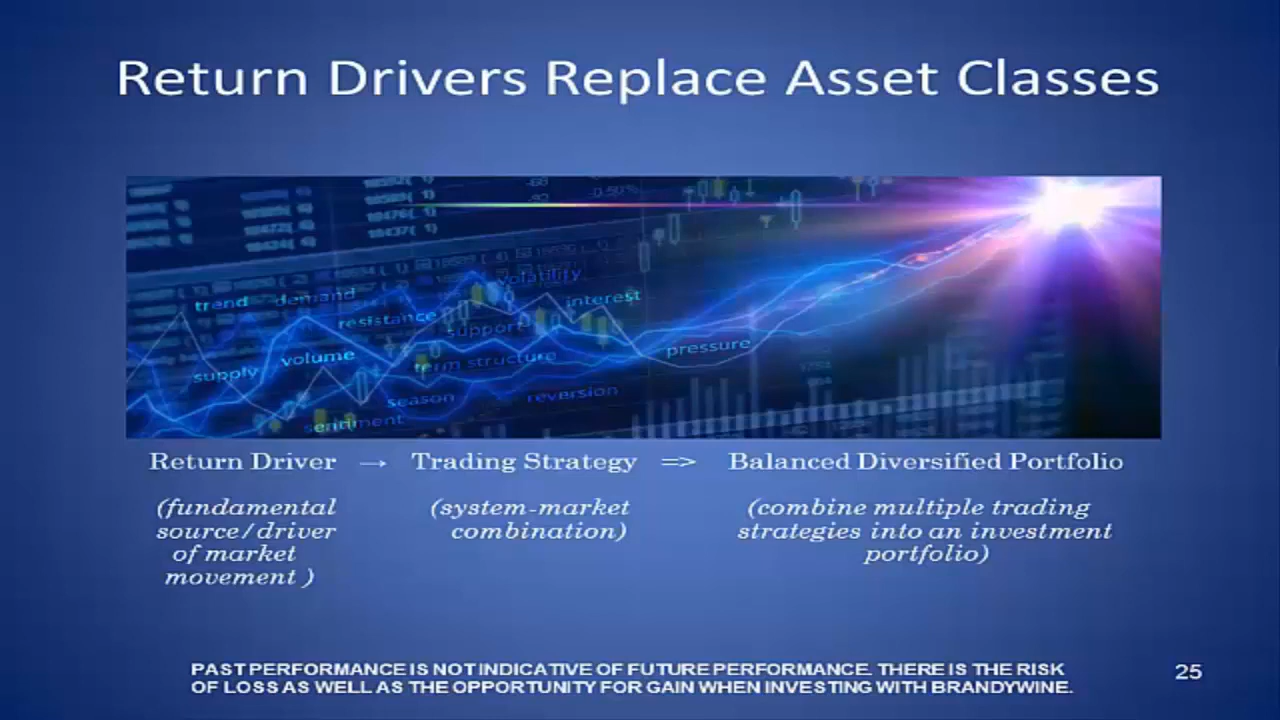 Return Drivers Replace Asset Classes
-0.50%
trend demand volatility
resistance support interest
volume term structure pressure
supply season reversion
sentiment
Return Driver → Trading Strategy => Balanced Diversified Portfolio
(fundamental (system-market (combine multiple trading
source/driver combination) strategies into an investment
of market portfolio)
movement )
PAST PERFORMANCE IS NOT INDICATIVE OF FUTURE PERFORMANCE. THERE IS THE RISK
OF LOSS AS WELL AS THE OPPORTUNITY FOR GAIN WHEN INVESTING WITH BRANDYWINE.
25